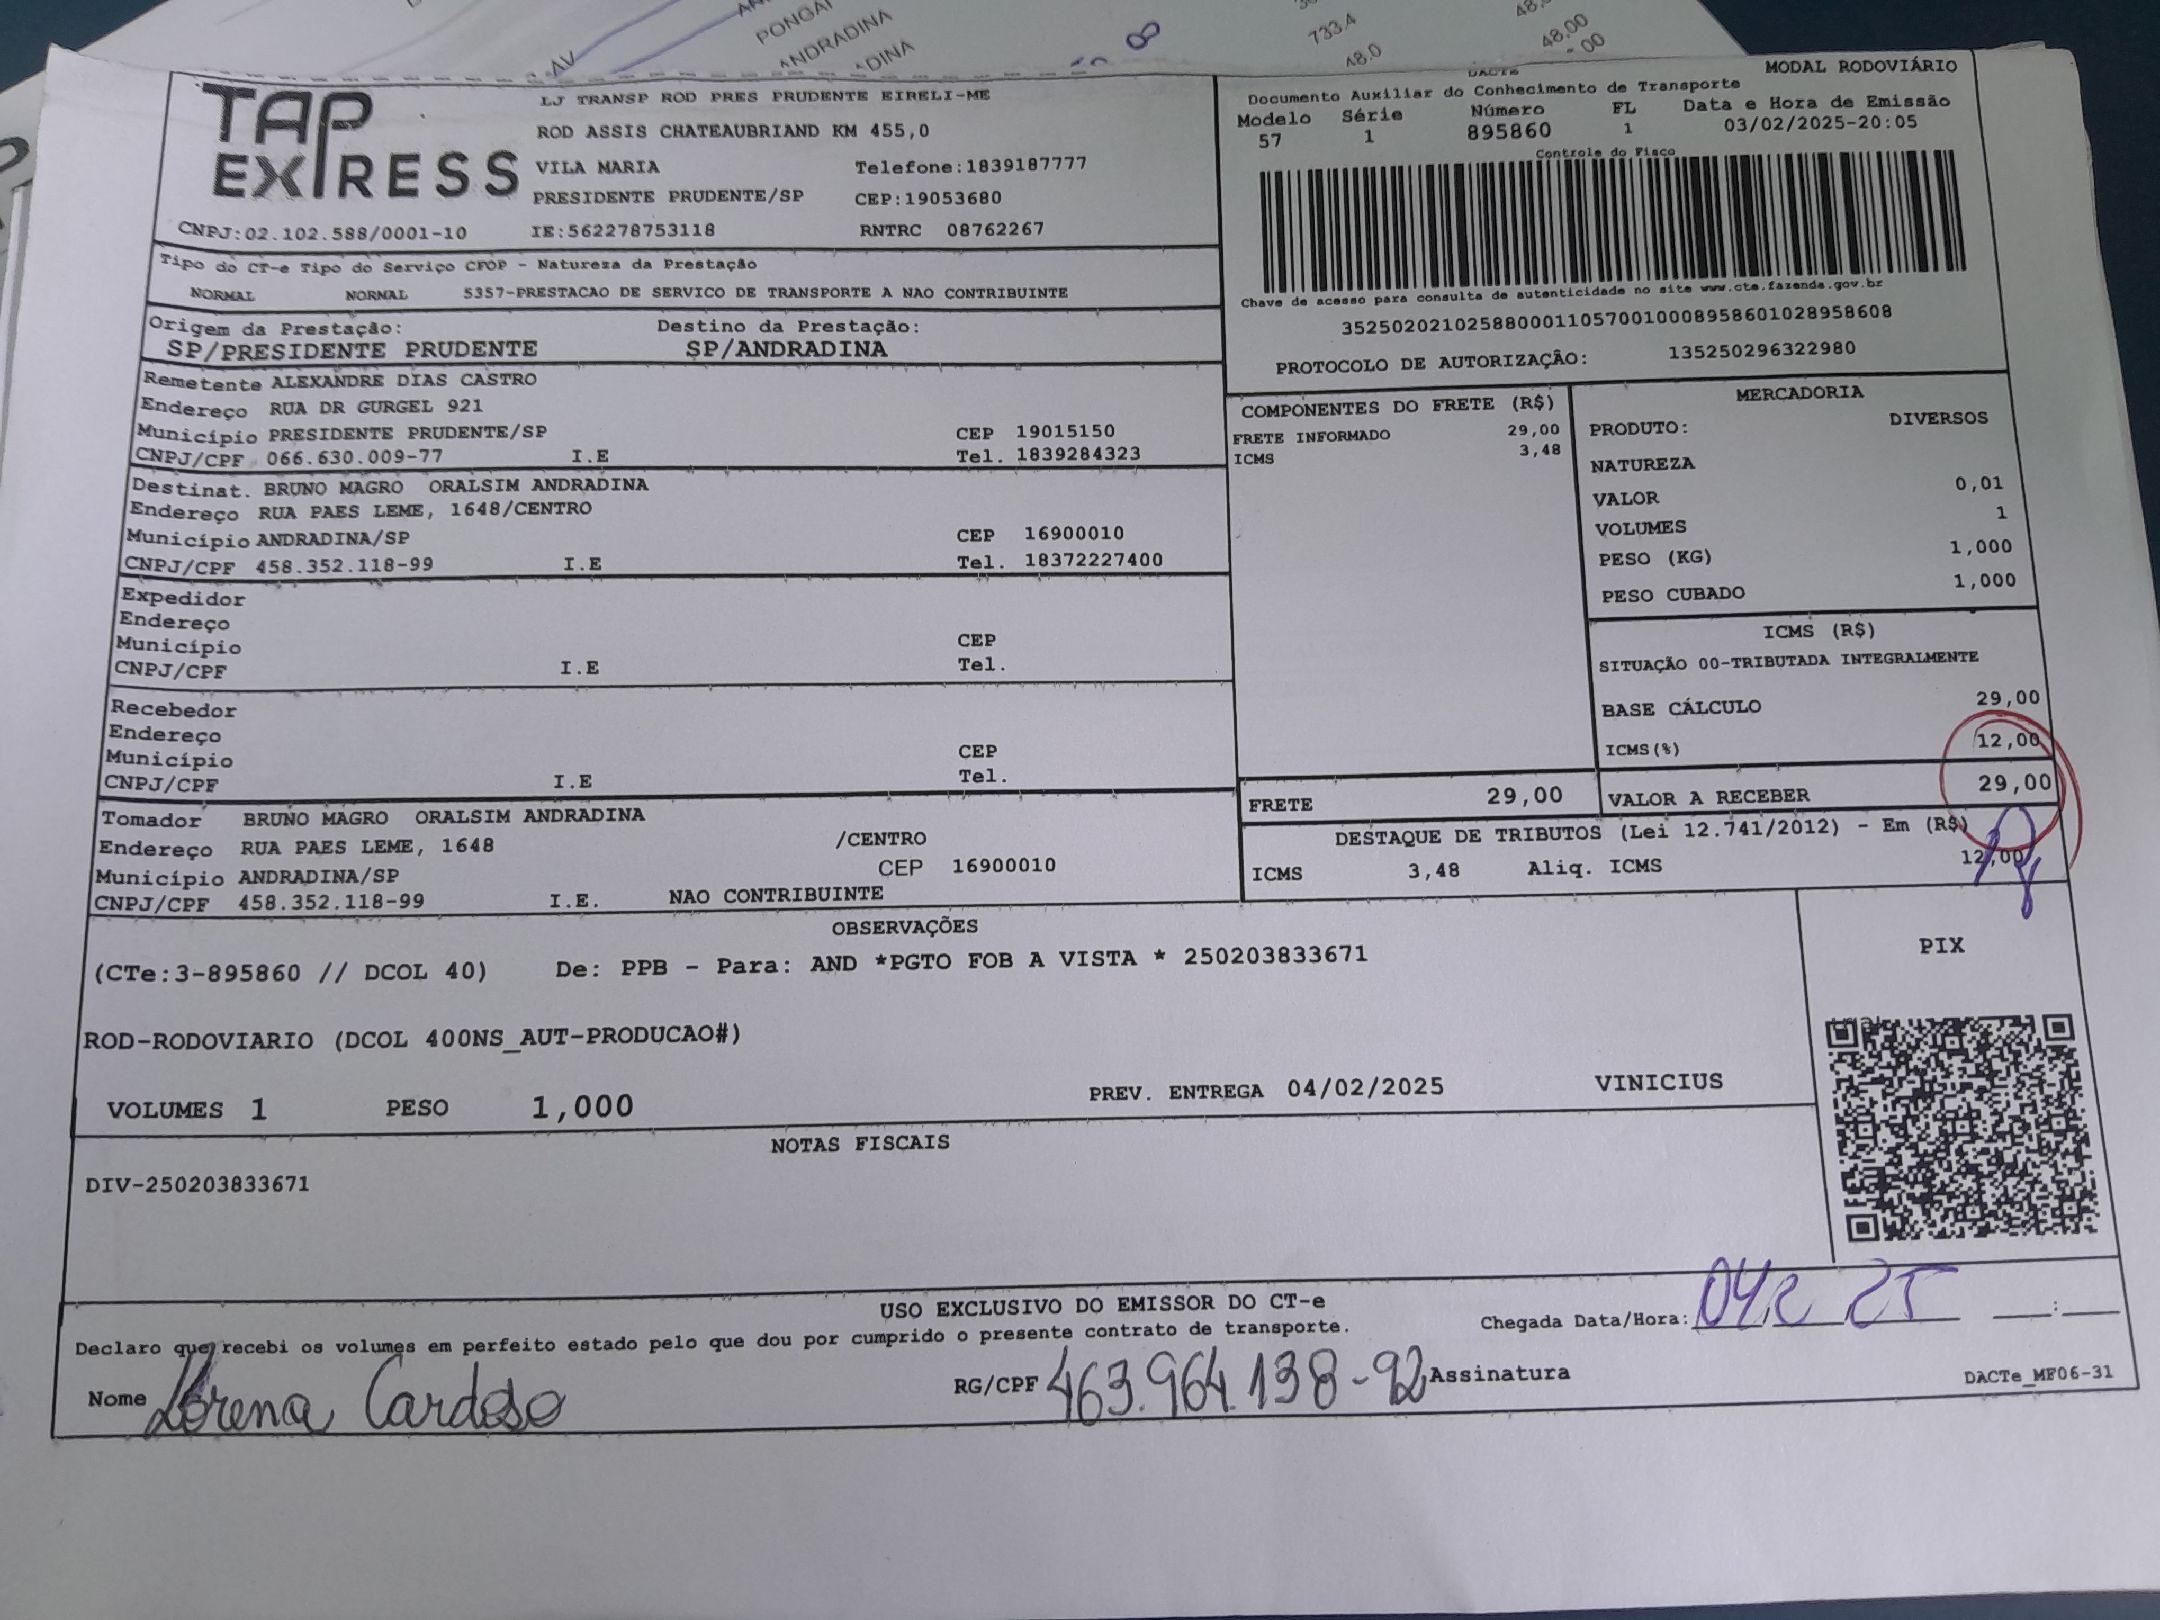 PONGAI
ANDRADINA
733,4
48,0
48,00
TAP EXPRESS
LJ TRANSP ROD PRES PRUDENTE EIRELI-ME
ROD ASSIS CHATEAUBRIAND KM 455,0
VILA MARIA Telefone:1839187777
PRESIDENTE PRUDENTE/SP CEP:19053680
CNPJ:02.102.588/0001-10 IE:562278753118 RNTRC 08762267
DACTE MODAL RODOVIÁRIO
Documento Auxiliar do Conhecimento de Transporte
Modelo Série Número FL Data e Hora de Emissão
57 1 895860 1 03/02/2025-20:05
Controle do Fisco
Chave de acesso para consulta de autenticidade no site www.cte.fazenda.gov.br
35250202102588000110570010008958601028958608
PROTOCOLO DE AUTORIZAÇÃO: 135250296322980
Tipo do CT-e Tipo do Serviço CFOP - Natureza da Prestação
NORMAL NORMAL 5357-PRESTACAO DE SERVICO DE TRANSPORTE A NAO CONTRIBUINTE
Origem da Prestação: Destino da Prestação:
SP/PRESIDENTE PRUDENTE SP/ANDRADINA
Remetente ALEXANDRE DIAS CASTRO
Endereço RUA DR GURGEL 921
Município PRESIDENTE PRUDENTE/SP CEP 19015150
CNPJ/CPF 066.630.009-77 I.E Tel. 1839284323
Destinat. BRUNO MAGRO ORALSIM ANDRADINA
Endereço RUA PAES LEME, 1648/CENTRO
Município ANDRADINA/SP CEP 16900010
CNPJ/CPF 458.352.118-99 I.E Tel. 18372227400
Expedidor
Endereço
Município CEP
CNPJ/CPF I.E Tel.
Recebedor
Endereço
Município CEP
CNPJ/CPF I.E Tel.
Tomador BRUNO MAGRO ORALSIM ANDRADINA
Endereço RUA PAES LEME, 1648 /CENTRO
Município ANDRADINA/SP CEP 16900010
CNPJ/CPF 458.352.118-99 I.E. NAO CONTRIBUINTE
COMPONENTES DO FRETE (R$)
FRETE INFORMADO 29,00
ICMS 3,48
MERCADORIA
PRODUTO: DIVERSOS
NATUREZA
VALOR 0,01
VOLUMES 1
PESO (KG) 1,000
PESO CUBADO 1,000
ICMS (R$)
SITUAÇÃO 00-TRIBUTADA INTEGRALMENTE
BASE CÁLCULO 29,00
ICMS(%) 12,00
FRETE 29,00 VALOR A RECEBER 29,00
DESTAQUE DE TRIBUTOS (Lei 12.741/2012) - Em (R$)
ICMS 3,48 Aliq. ICMS 12,00
OBSERVAÇÕES
(CTe:3-895860 // DCOL 40) De: PPB - Para: AND *PGTO FOB A VISTA * 250203833671
ROD-RODOVIARIO (DCOL 400NS_AUT-PRODUCAO#)
VOLUMES 1 PESO 1,000 PREV. ENTREGA 04/02/2025 VINICIUS
PIX
NOTAS FISCAIS
DIV-250203833671
USO EXCLUSIVO DO EMISSOR DO CT-e
Declaro que recebi os volumes em perfeito estado pelo que dou por cumprido o presente contrato de transporte.
Chegada Data/Hora: 04 2 25 :
Nome Lorena Cardoso RG/CPF 463.964.138-92 Assinatura
DACTe_MF06-31